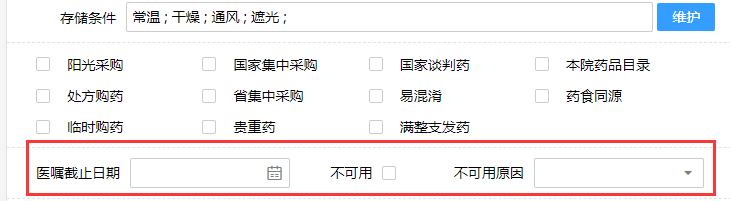 存储条件 常温；干燥；通风；遮光； 维护
阳光采购 国家集中采购 国家谈判药 本院药品目录
处方购药 省集中采购 易混淆 药食同源
临时购药 贵重药 满整支发药
医嘱截止日期 不可用 不可用原因